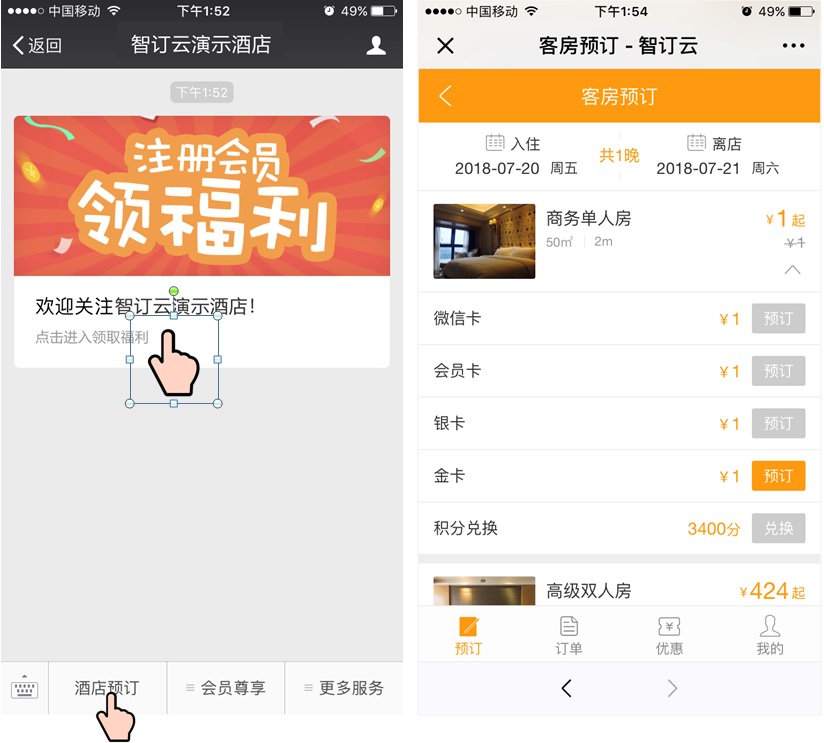 中国移动 下午1:52 49%
返回 智订云演示酒店
下午1:52
注册会员
领福利
欢迎关注智订云演示酒店!
点击进入领取福利
酒店预订 会员尊享 更多服务
中国移动 下午1:54 49%
客房预订 - 智订云
客房预订
入住 离店
2018-07-20 周五 共1晚 2018-07-21 周六
商务单人房 ¥1起
50㎡ 2m ¥1
微信卡 ¥1 预订
会员卡 ¥1 预订
银卡 ¥1 预订
金卡 ¥1 预订
积分兑换 3400分 兑换
高级双人房 ¥424起
预订 订单 优惠 我的